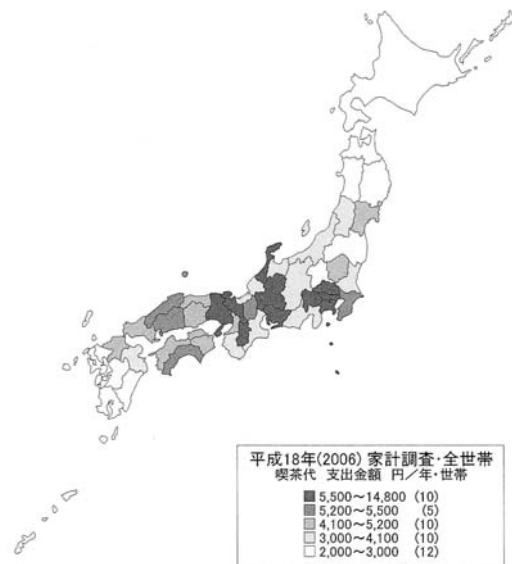 平成18年(2006) 家計調査・全世帯
喫茶代 支出金額 円／年・世帯
5,500～14,800 (10)
5,200～5,500 (5)
4,100～5,200 (10)
3,000～4,100 (10)
2,000～3,000 (12)